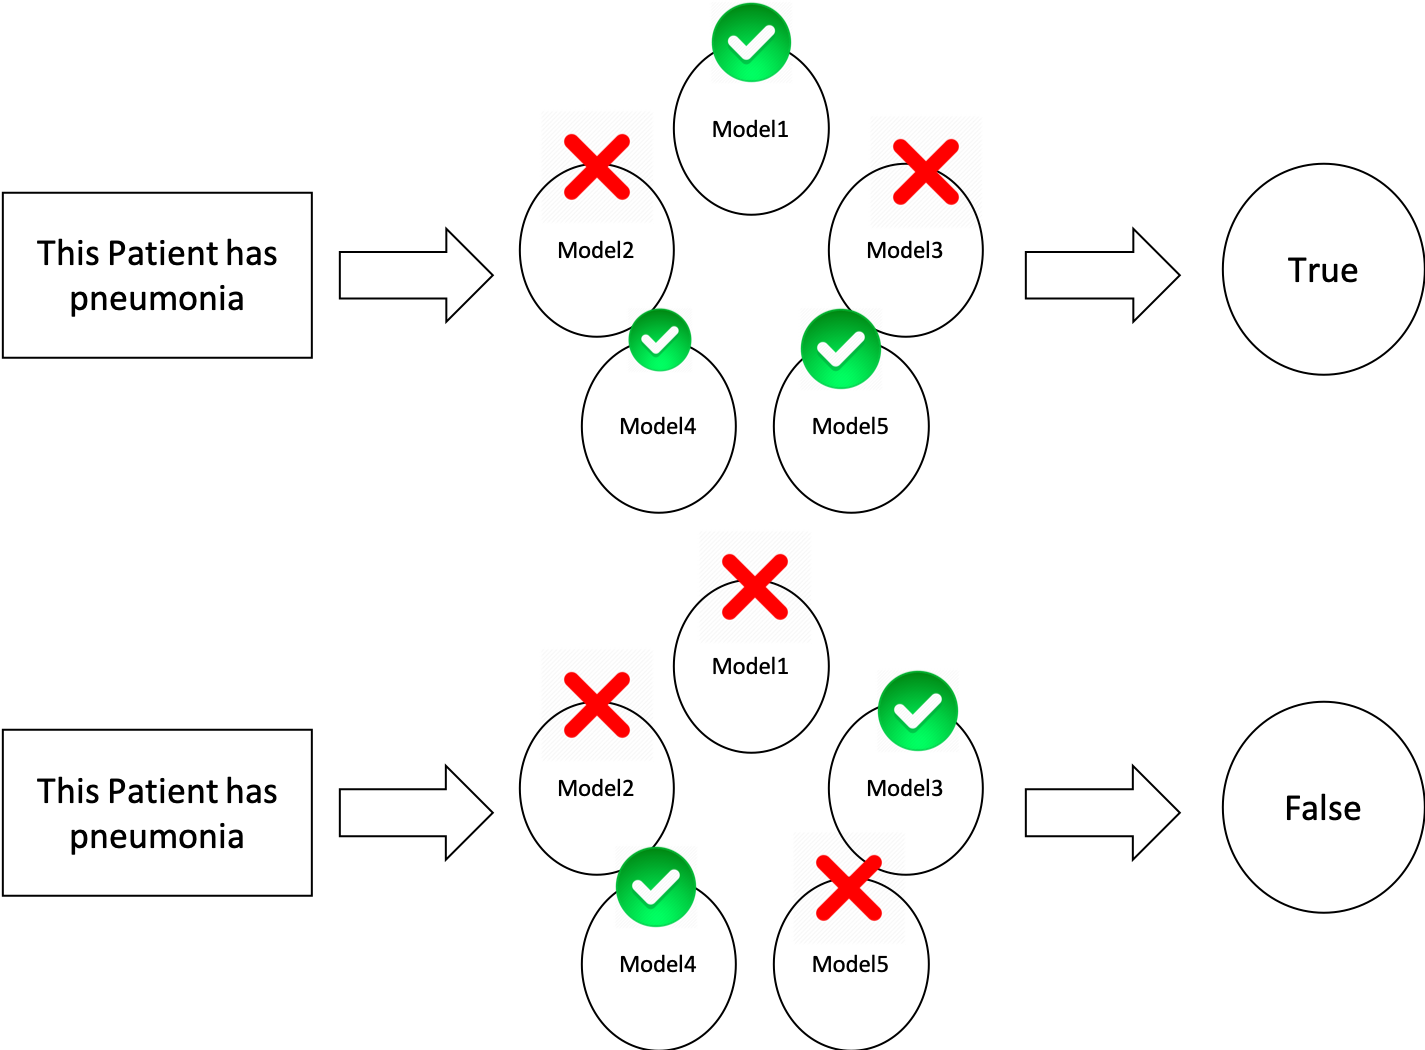 Model1
This Patient has
pneumonia
Model2
Model3
True
Model4
Model5
Model1
This Patient has
pneumonia
Model2
Model3
False
Model4
Model5